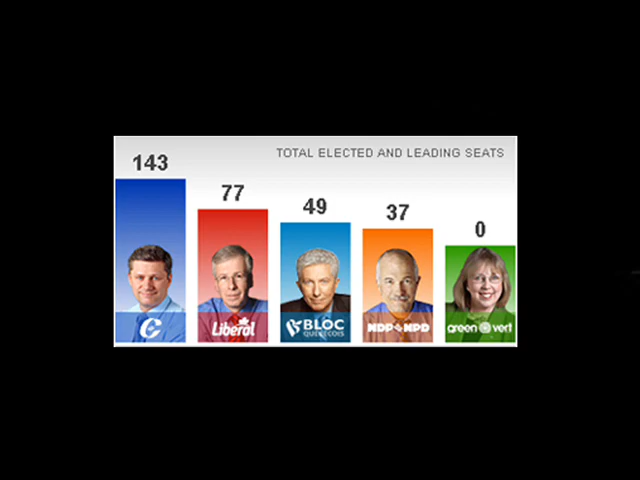 TOTAL ELECTED AND LEADING SEATS
143
77
49
37
0
C
Liberal
BLOC
QUÉBÉCOIS
NDP NPD
green vert